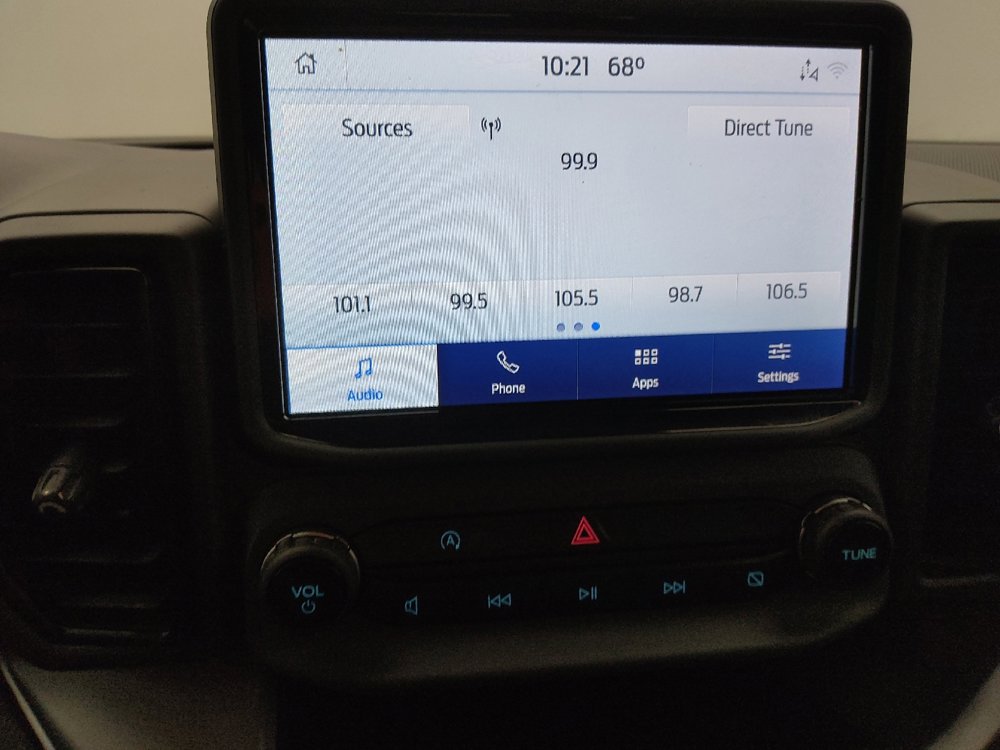 10:21 68º
Sources
Direct Tune
99.9
101.1 99.5 105.5 98.7 106.5
Audio Phone Apps Settings
A
VOL
TUNE